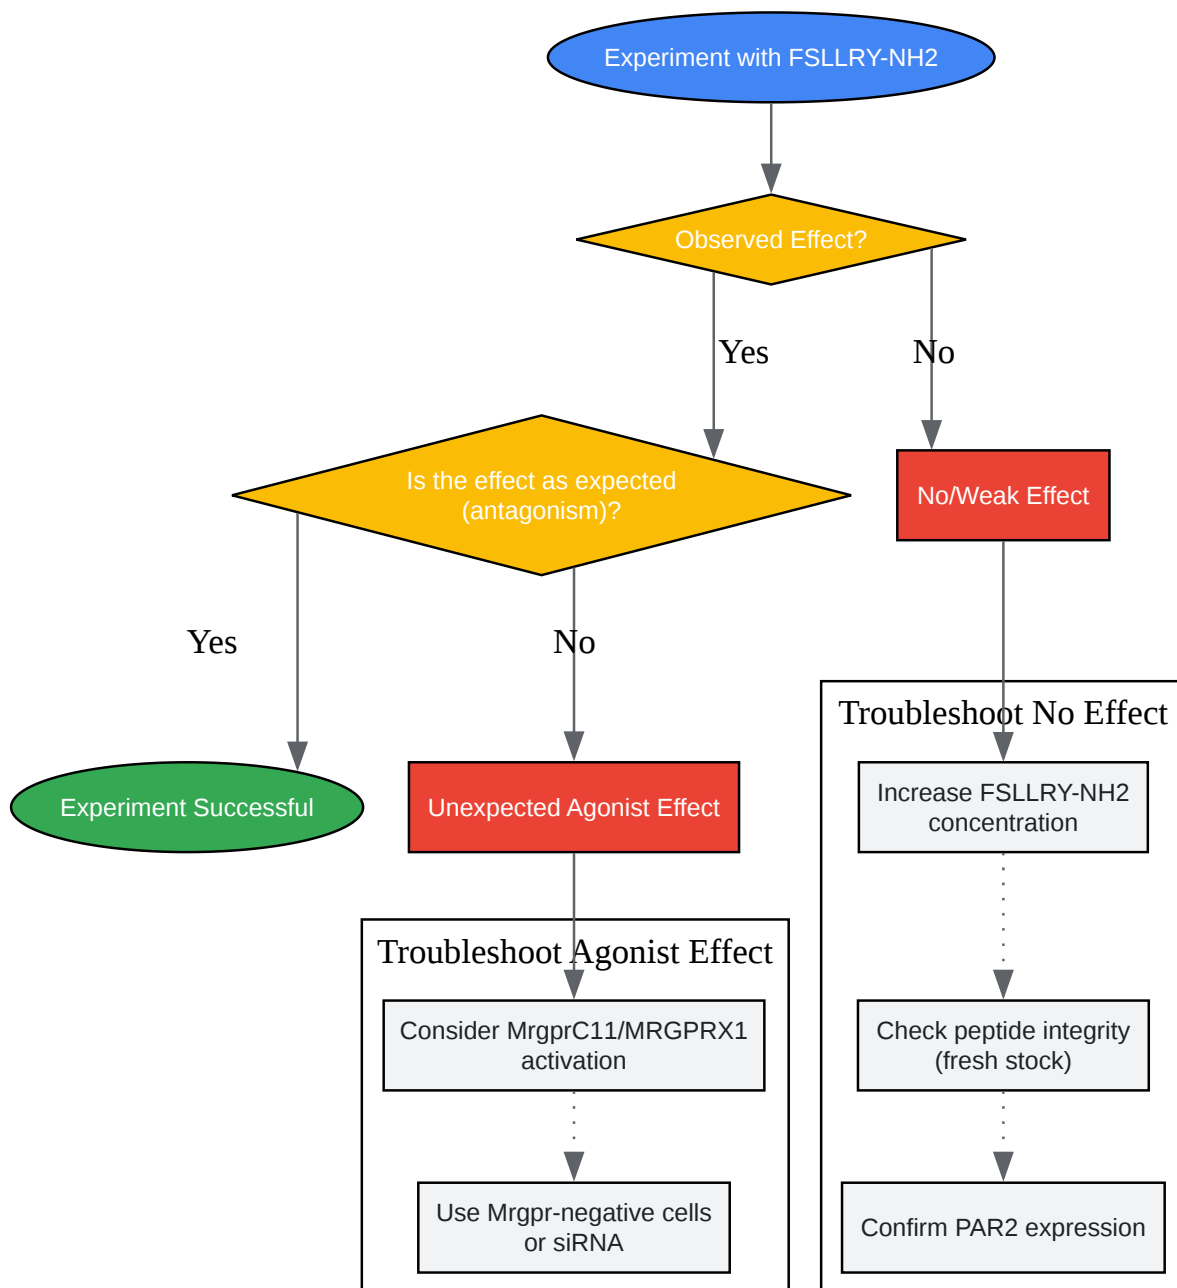 Experiment with FSLLRY-NH2
Observed Effect?
Yes
No
Is the effect as expected
(antagonism)?
No/Weak Effect
Yes
No
Troubleshoot No Effect
Experiment Successful
Unexpected Agonist Effect
Increase FSLLRY-NH2
concentration
Troubleshoot Agonist Effect
Consider MrgprC11/MRGPRX1
activation
Check peptide integrity
(fresh stock)
Use Mrgpr-negative cells
or siRNA
Confirm PAR2 expression